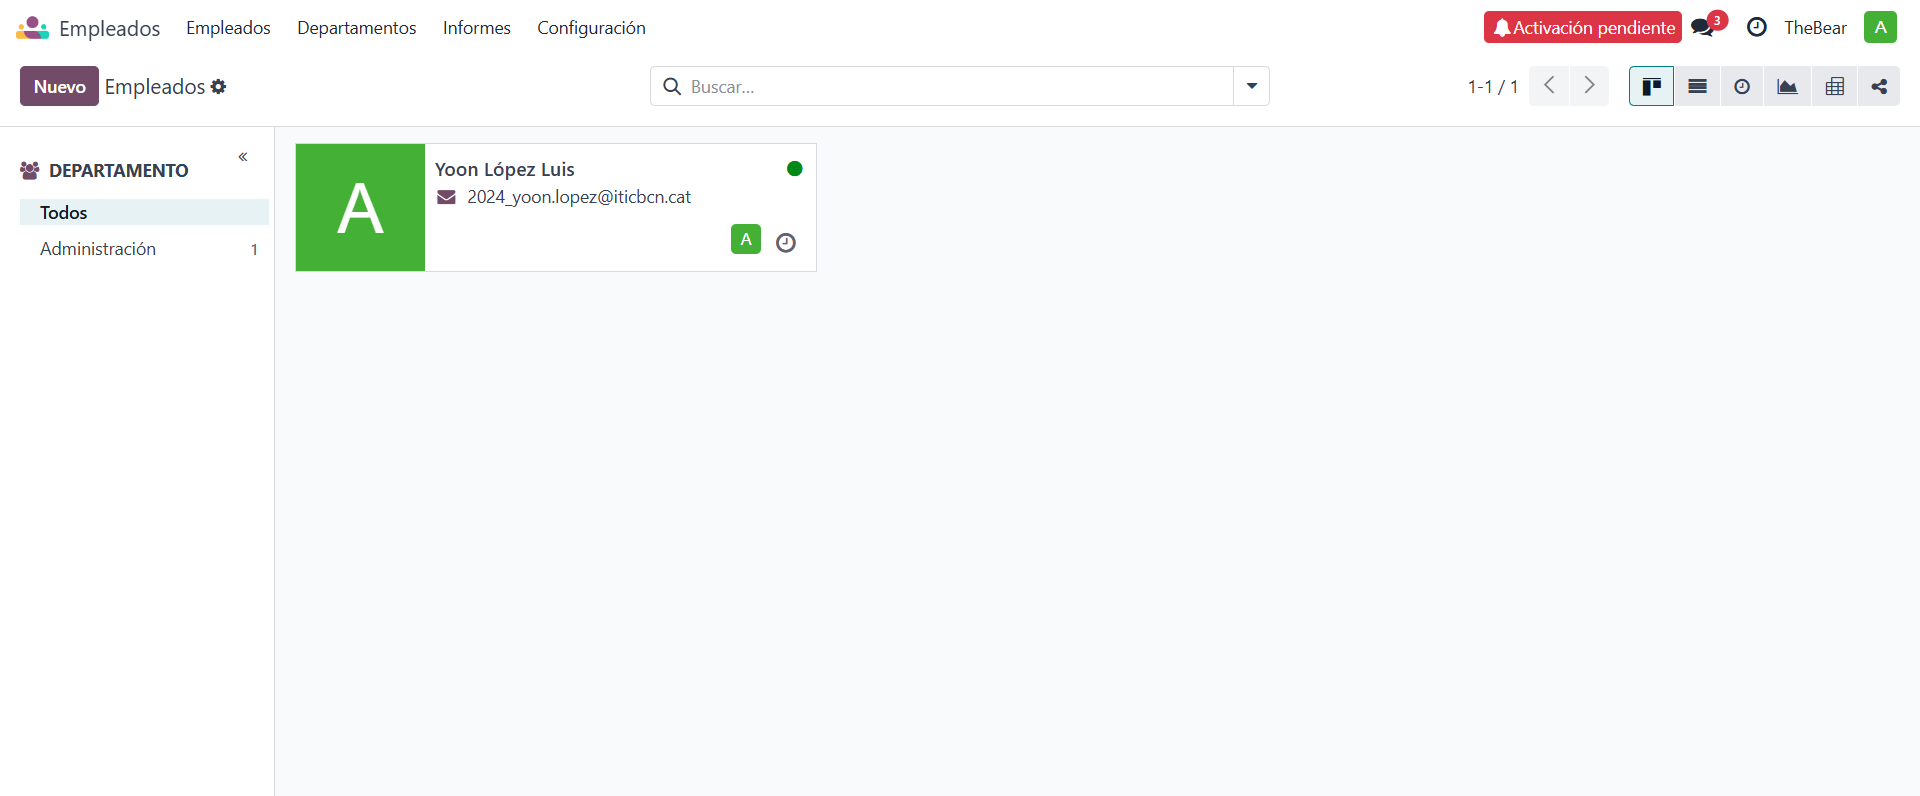 Empleados Empleados Departamentos Informes Configuración Activación pendiente 3 TheBear A
Nuevo Empleados Buscar... 1-1 / 1
DEPARTAMENTO
Todos
Administración 1
A
Yoon López Luis
2024_yoon.lopez@iticbcn.cat
A